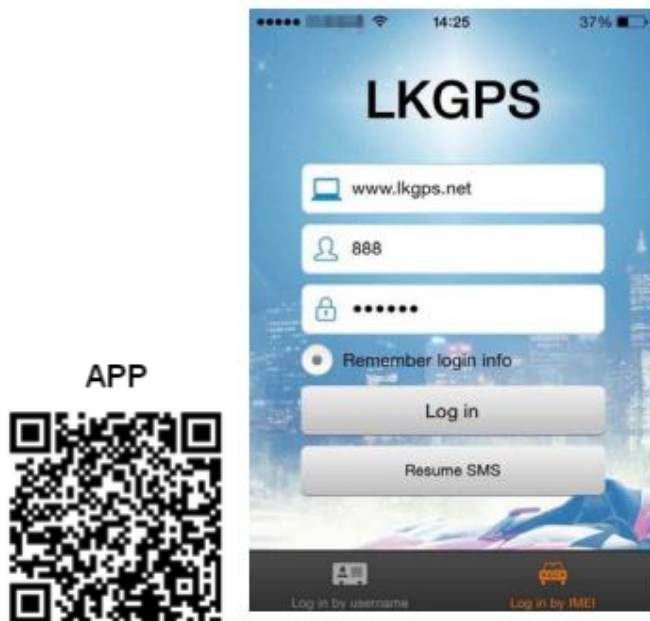 14:25
37%
LKGPS
www.lkgps.net
888
••••••
Remember login info
Log in
Resume SMS
Log in by username
Log in by IMEI
APP